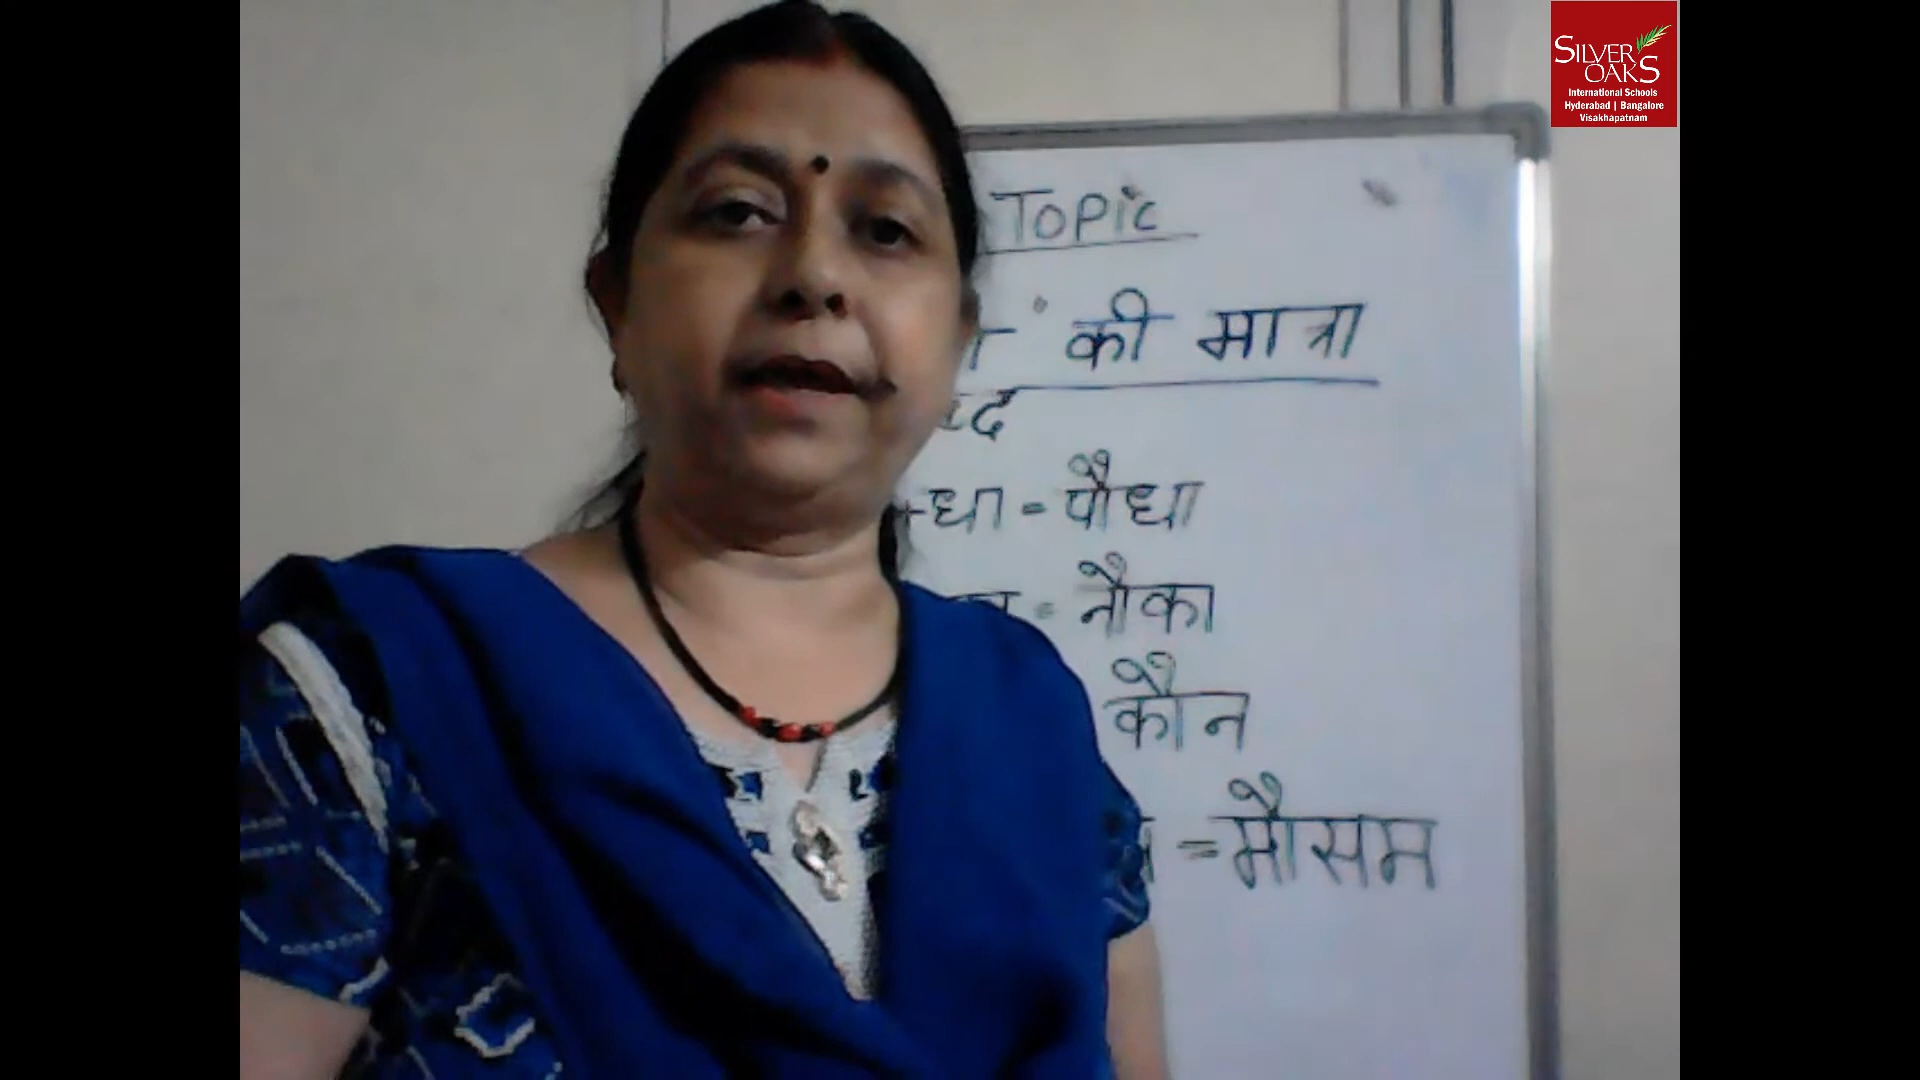 SILVER
OAKS
International Schools
Hyderabad | Bangalore
Visakhapatnam
Topic
की मात्रा
+धा = पौधा
= नौका
कौन
= मौसम